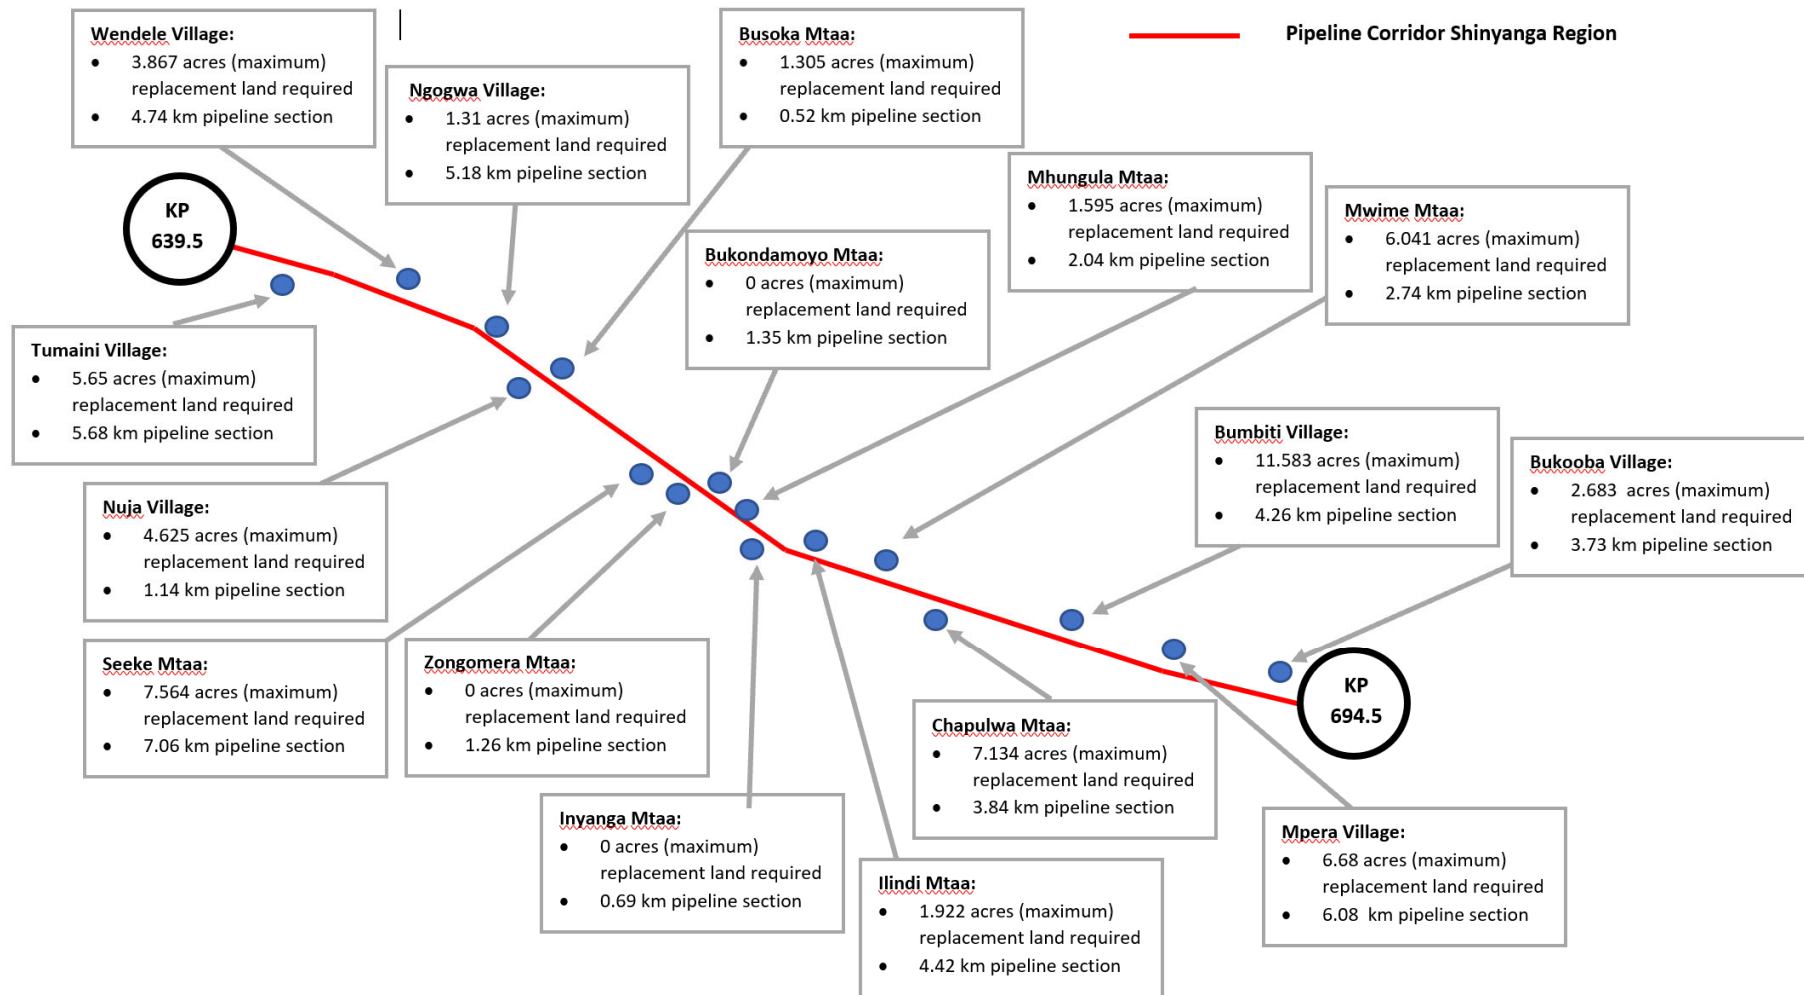 Wendele Village:
• 3.867 acres (maximum)
replacement land required
• 4.74 km pipeline section
Ngogwa Village:
• 1.31 acres (maximum)
replacement land required
• 5.18 km pipeline section
Busoka Mtaa:
• 1.305 acres (maximum)
replacement land required
• 0.52 km pipeline section
Pipeline Corridor Shinyanga Region
Mhungula Mtaa:
• 1.595 acres (maximum)
replacement land required
• 2.04 km pipeline section
Mwime Mtaa:
• 6.041 acres (maximum)
replacement land required
• 2.74 km pipeline section
KP
639.5
Bukondamoyo Mtaa:
• 0 acres (maximum)
replacement land required
• 1.35 km pipeline section
Tumaini Village:
• 5.65 acres (maximum)
replacement land required
• 5.68 km pipeline section
Bumbiti Village:
• 11.583 acres (maximum)
replacement land required
• 4.26 km pipeline section
Bukooba Village:
• 2.683 acres (maximum)
replacement land required
• 3.73 km pipeline section
Nuja Village:
• 4.625 acres (maximum)
replacement land required
• 1.14 km pipeline section
Seeke Mtaa:
• 7.564 acres (maximum)
replacement land required
• 7.06 km pipeline section
Zongomera Mtaa:
• 0 acres (maximum)
replacement land required
• 1.26 km pipeline section
KP
694.5
Chapulwa Mtaa:
• 7.134 acres (maximum)
replacement land required
• 3.84 km pipeline section
Inyanga Mtaa:
• 0 acres (maximum)
replacement land required
• 0.69 km pipeline section
Mpera Village:
• 6.68 acres (maximum)
replacement land required
• 6.08 km pipeline section
Ilindi Mtaa:
• 1.922 acres (maximum)
replacement land required
• 4.42 km pipeline section